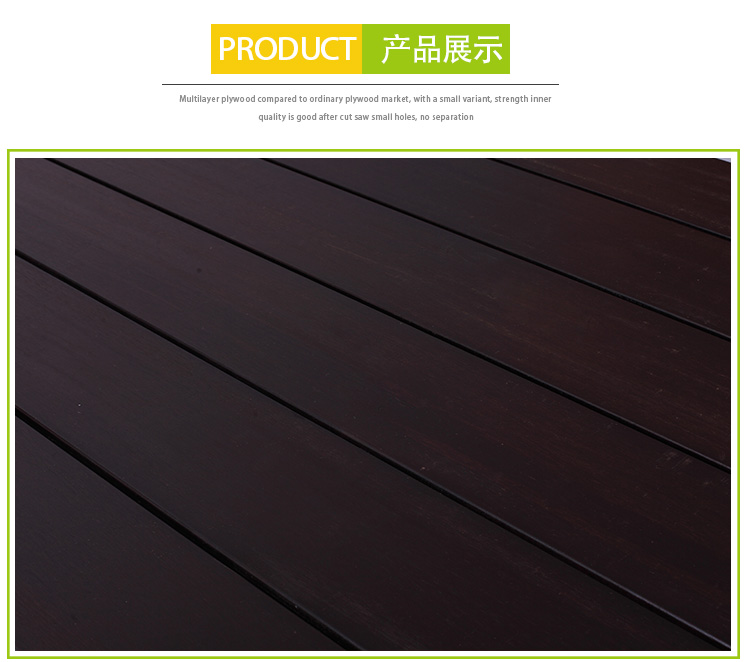 PRODUCT 产品展示
Multilayer plywood compared to ordinary plywood market, with a small variant, strength inner
quality is good after cut saw small holes, no separation